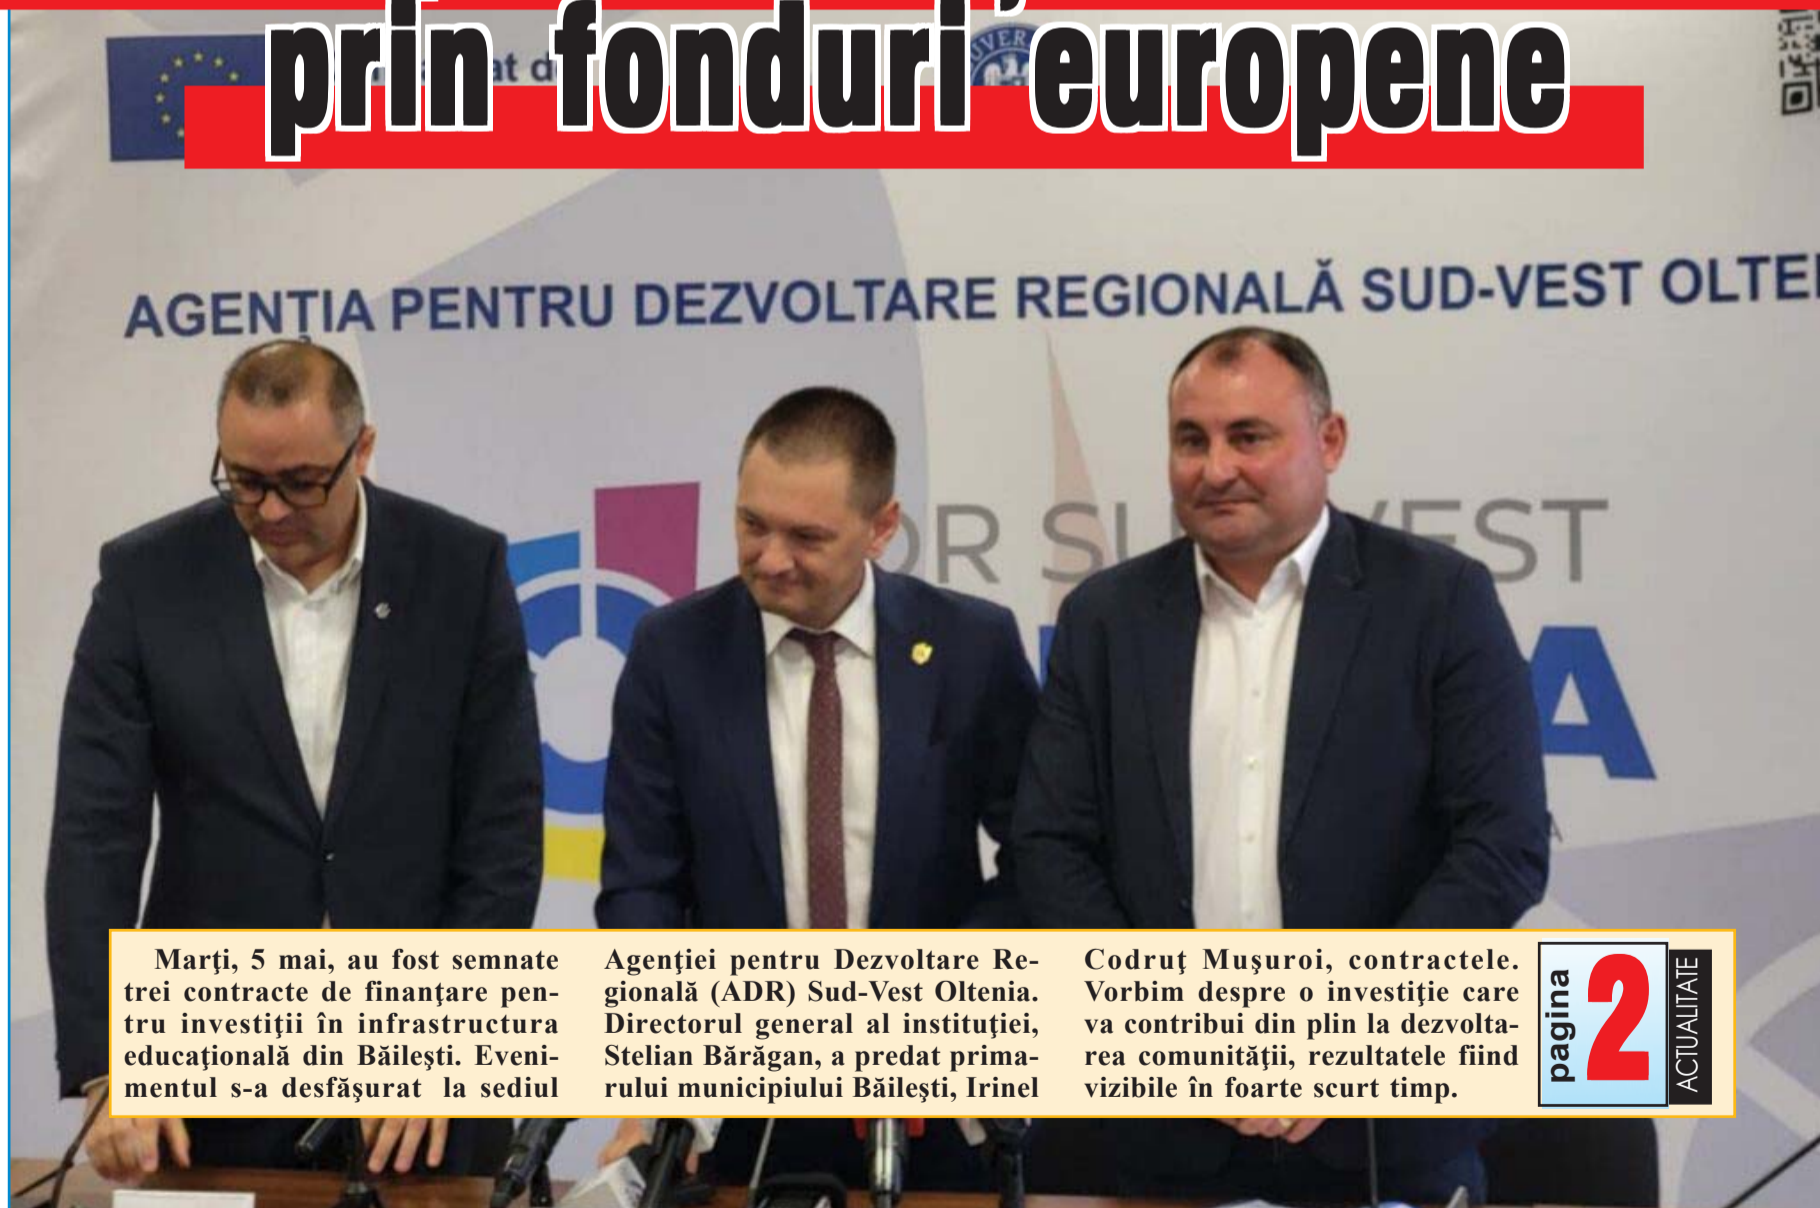 prin fonduri europene
AGENȚIA PENTRU DEZVOLTARE REGIONALĂ SUD-VEST
Marţi, 5 mai, au fost semnate
trei contracte de finanţare pen-
tru investiţii în infrastructura
educaţională din Băileşti. Eveni-
mentul s-a desfăşurat la sediul
Agenţiei pentru Dezvoltare Re-
gională (ADR) Sud-Vest Oltenia.
Directorul general al instituţiei,
Stelian Bărăgan, a predat prima-
rului municipiului Băileşti, Irinel
Codruţ Muşuroi, contractele.
Vorbim despre o investiţie care
va contribui din plin la dezvolta-
rea comunităţii, rezultatele fiind
vizibile în foarte scurt timp.
pagina
2
ACTUALITATE